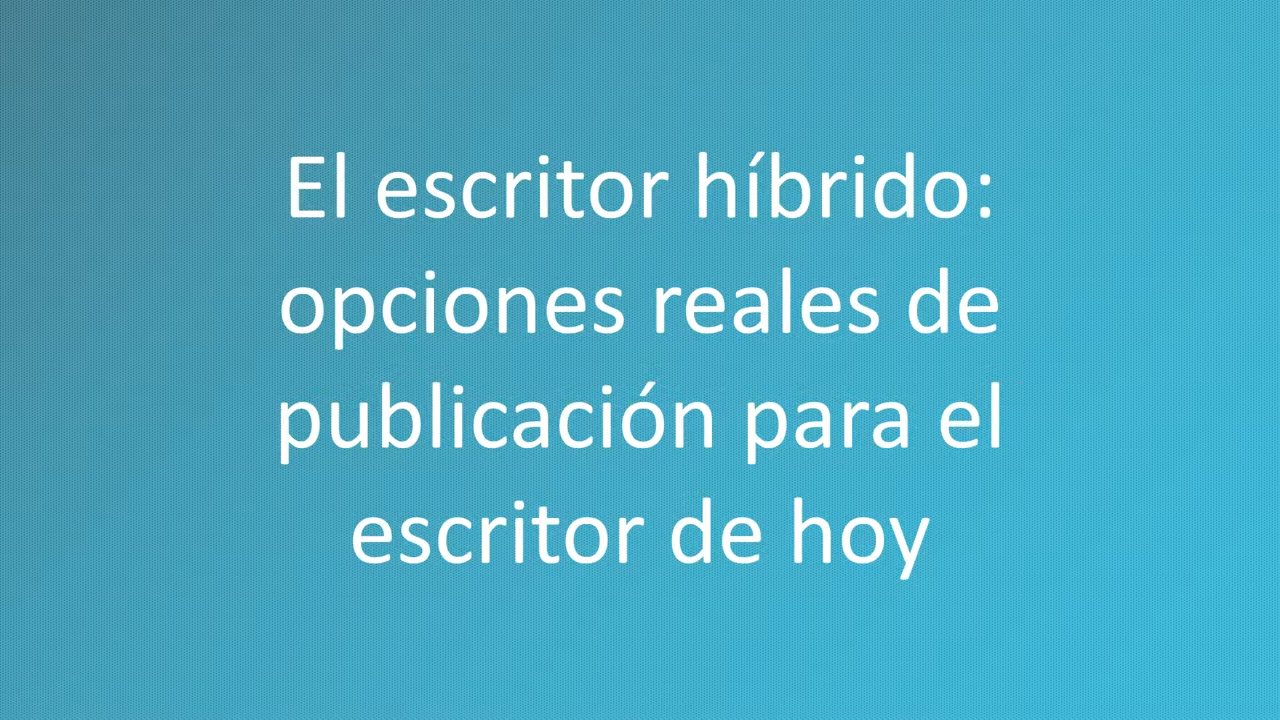 El escritor híbrido:
opciones reales de
publicación para el
escritor de hoy